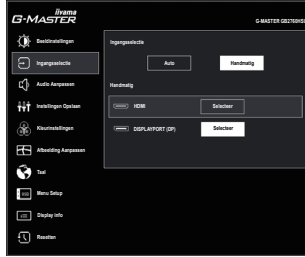 iiyama
G-MASTER
G-MASTER GB2760HS
Beeldinstellingen
Ingangsselectie
Audio Aanpassen
Instellingen Opslaan
Kleurinstellingen
Afbeelding Aanpassen
Taal
Menu Setup
Display info
Resetten
Ingangsselectie
Auto
Handmatig
Handmatig
HDMI
Selecteer
DISPLAYPORT (DP)
Selecteer